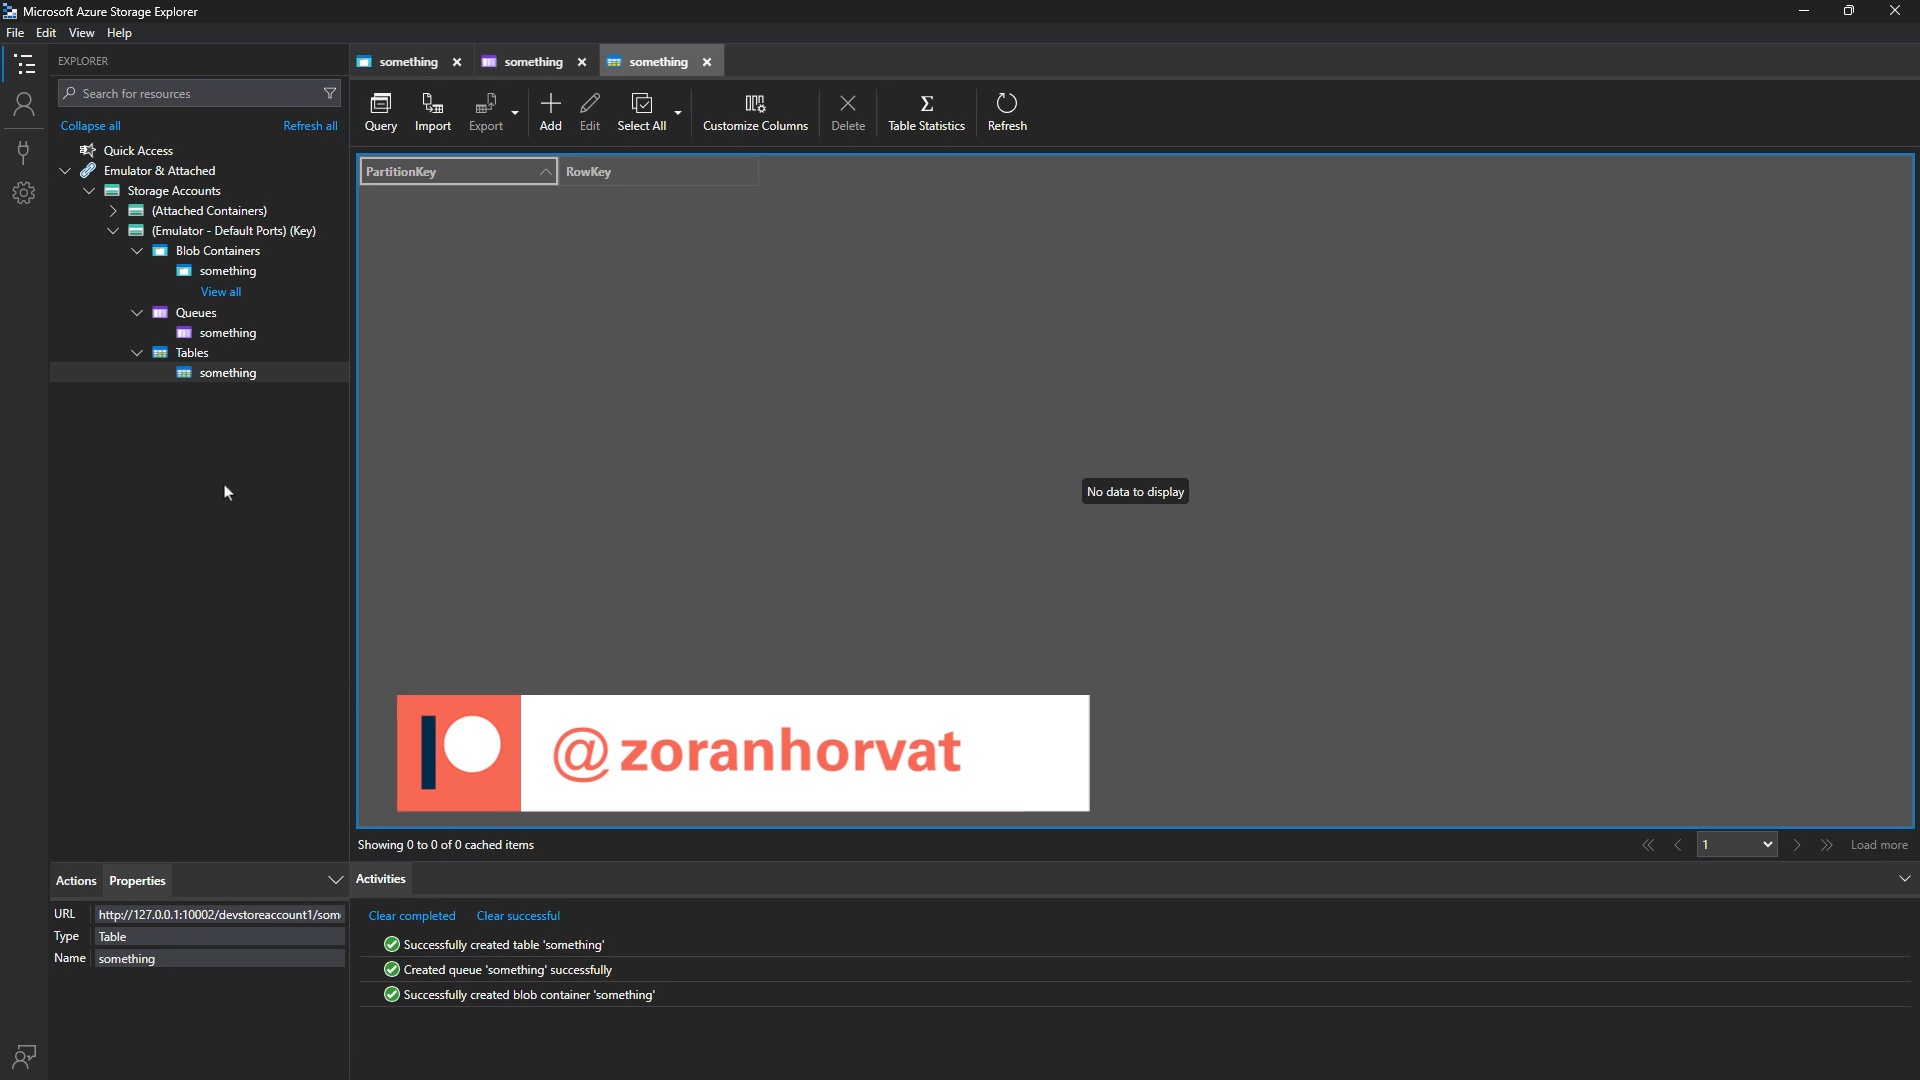 Microsoft Azure Storage Explorer
File Edit View Help
EXPLORER
Search for resources
Collapse all Refresh all
Quick Access
Emulator & Attached
Storage Accounts
(Attached Containers)
(Emulator - Default Ports) (Key)
Blob Containers
something
View all
Queues
something
Tables
something
something something something
Query Import Export Add Edit Select All Customize Columns Delete Table Statistics Refresh
PartitionKey RowKey
No data to display
@zoranhorvat
Showing 0 to 0 of 0 cached items
1 Load more
Actions Properties
URL http://127.0.0.1:10002/devstoreaccount1/som
Type Table
Name something
Activities
Clear completed Clear successful
Successfully created table 'something'
Created queue 'something' successfully
Successfully created blob container 'something'